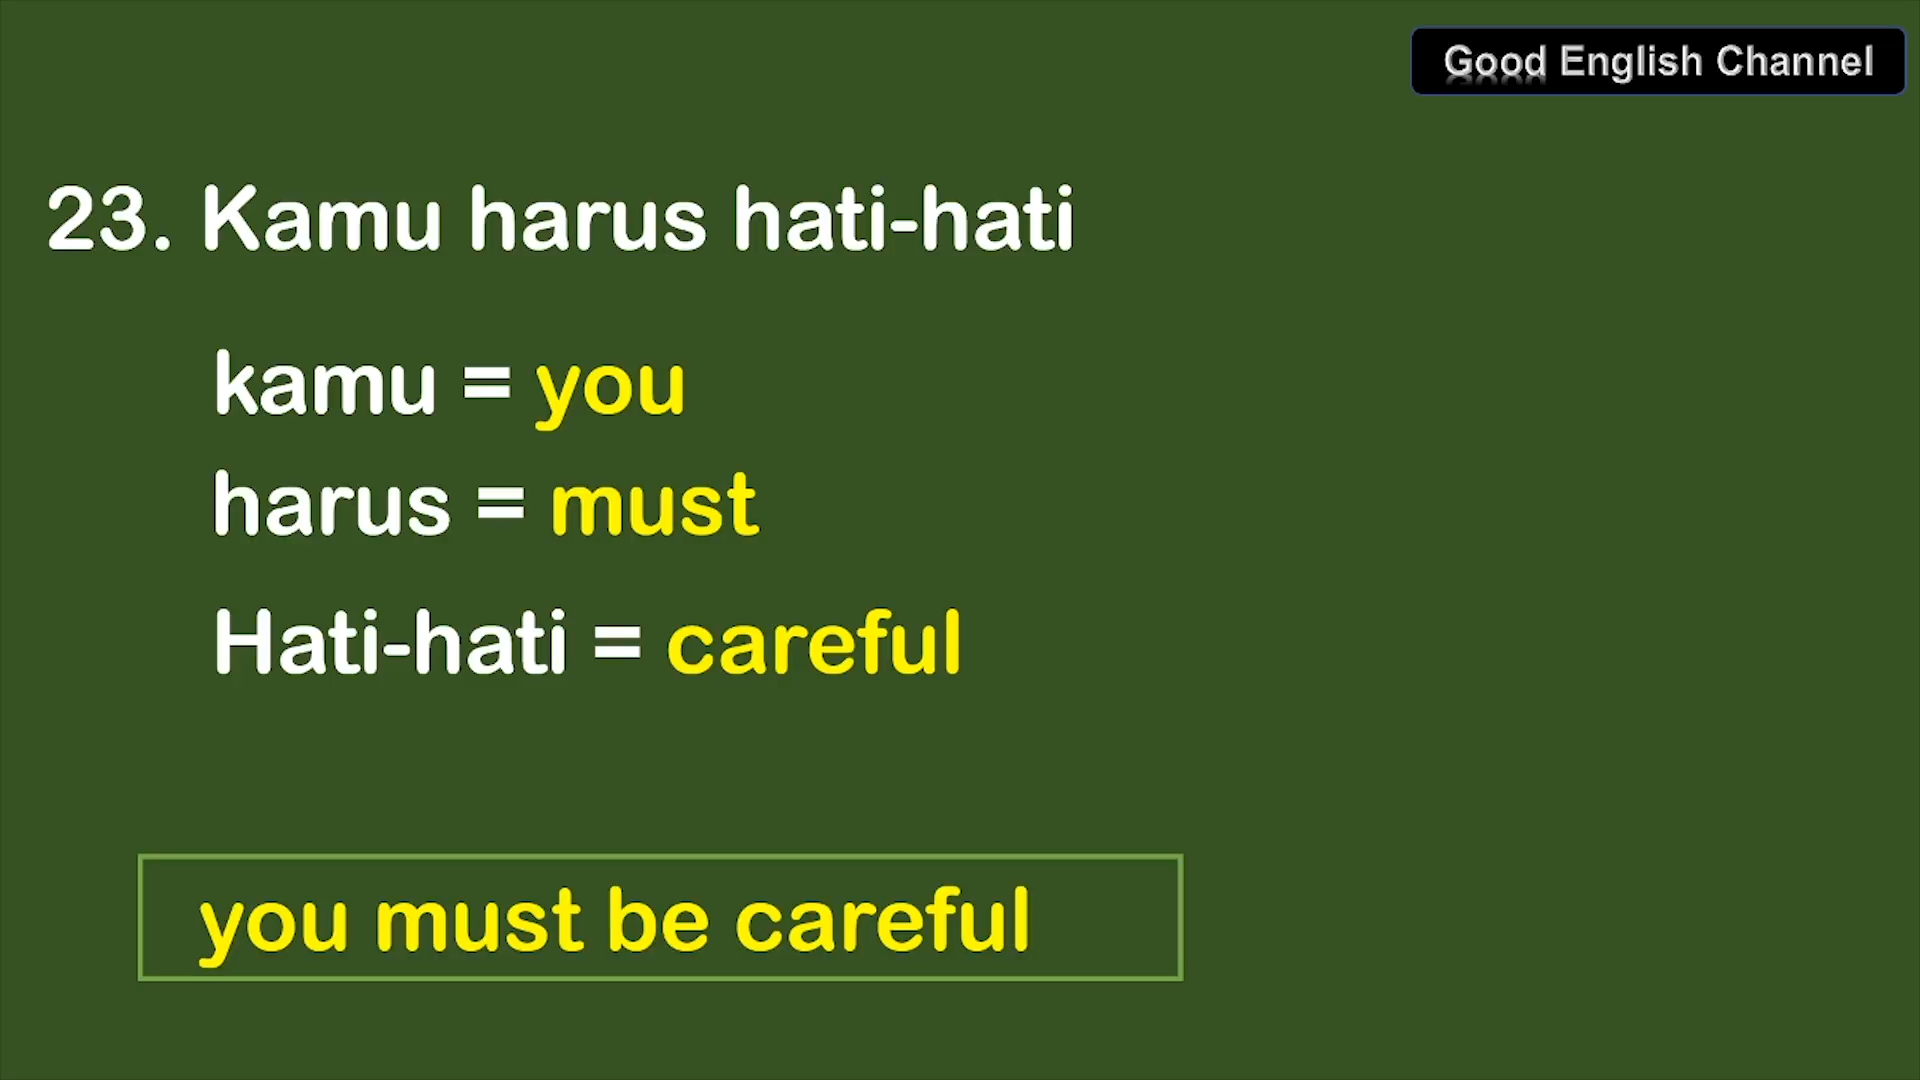 Good English Channel
23. Kamu harus hati-hati
kamu = you
harus = must
Hati-hati = careful
you must be careful